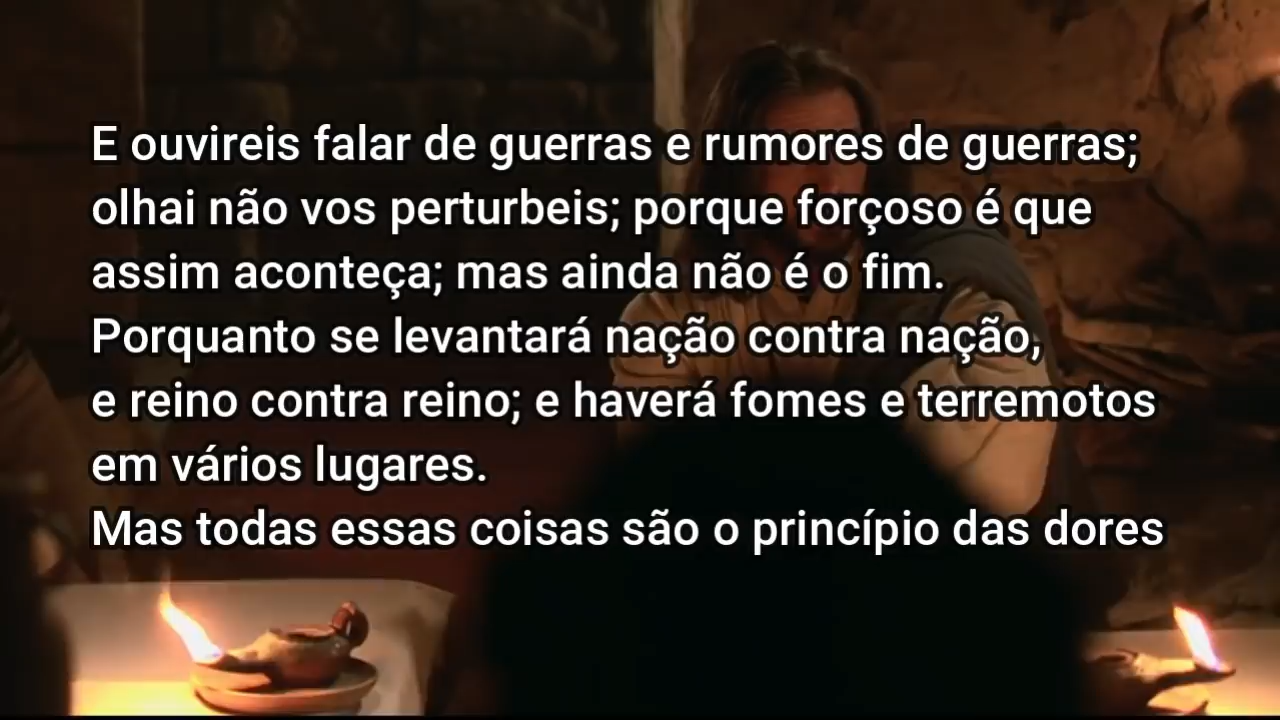 E ouvireis falar de guerras e rumores de guerras;
olhai não vos perturbeis; porque forçoso é que
assim aconteça; mas ainda não é o fim.
Porquanto se levantará nação contra nação,
e reino contra reino; e haverá fomes e terremotos
em vários lugares.
Mas todas essas coisas são o princípio das dores